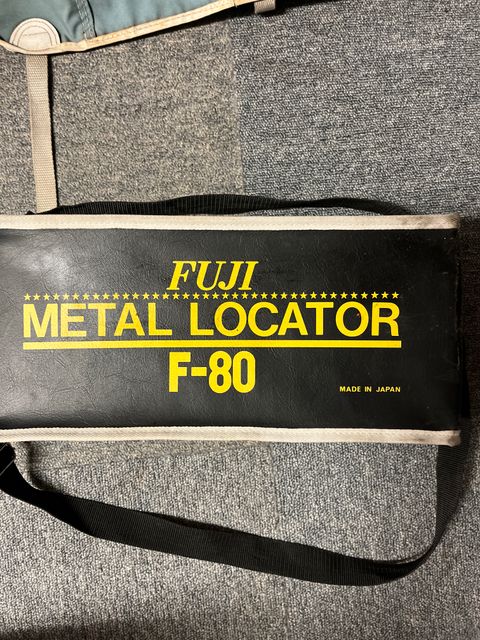 FUJI
METAL LOCATOR
F-80
MADE IN JAPAN